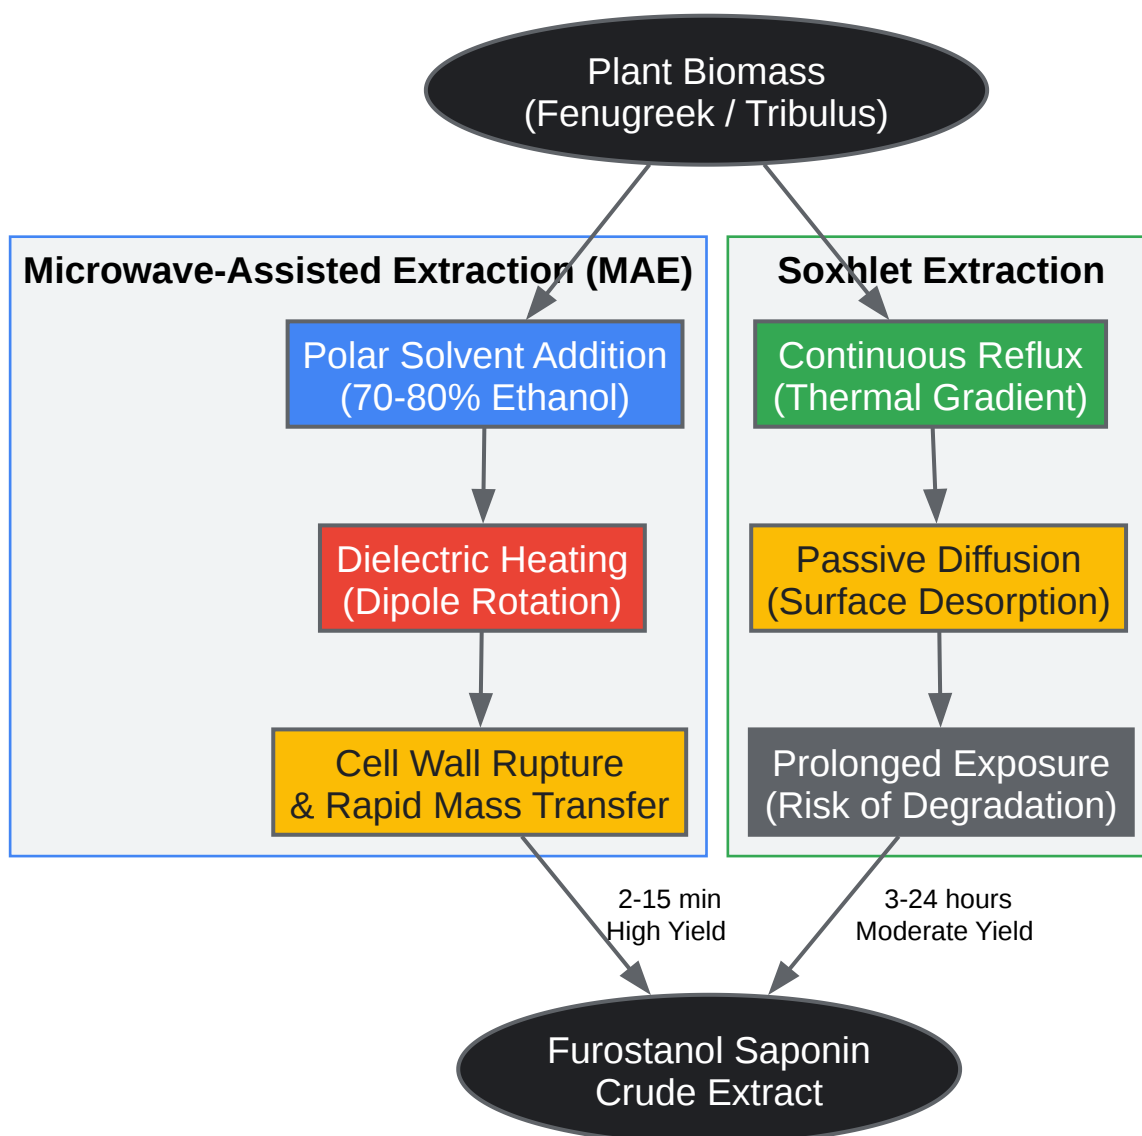 Plant Biomass
(Fenugreek / Tribulus)
Microwave-Assisted Extraction (MAE)
Polar Solvent Addition
(70-80% Ethanol)
Dielectric Heating
(Dipole Rotation)
Cell Wall Rupture
& Rapid Mass Transfer
Soxhlet Extraction
Continuous Reflux
(Thermal Gradient)
Passive Diffusion
(Surface Desorption)
Prolonged Exposure
(Risk of Degradation)
2-15 min
High Yield
3-24 hours
Moderate Yield
Furostanol Saponin
Crude Extract